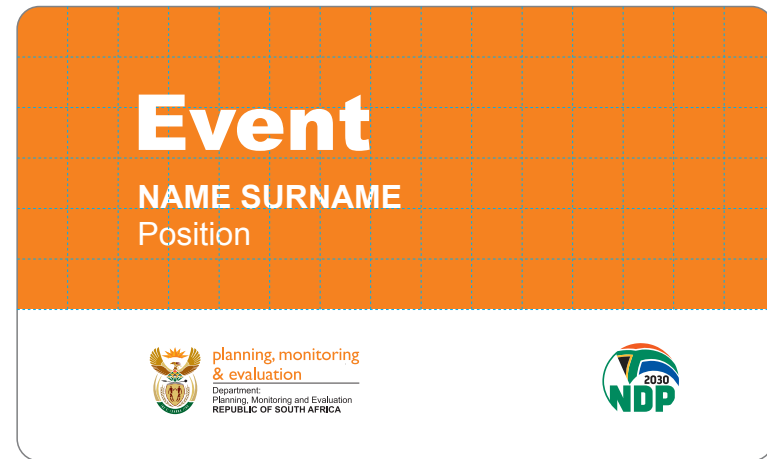 Event
NAME SURNAME
Position
planning, monitoring
& evaluation
Department:
Planning, Monitoring and Evaluation
REPUBLIC OF SOUTH AFRICA
2030
NDP